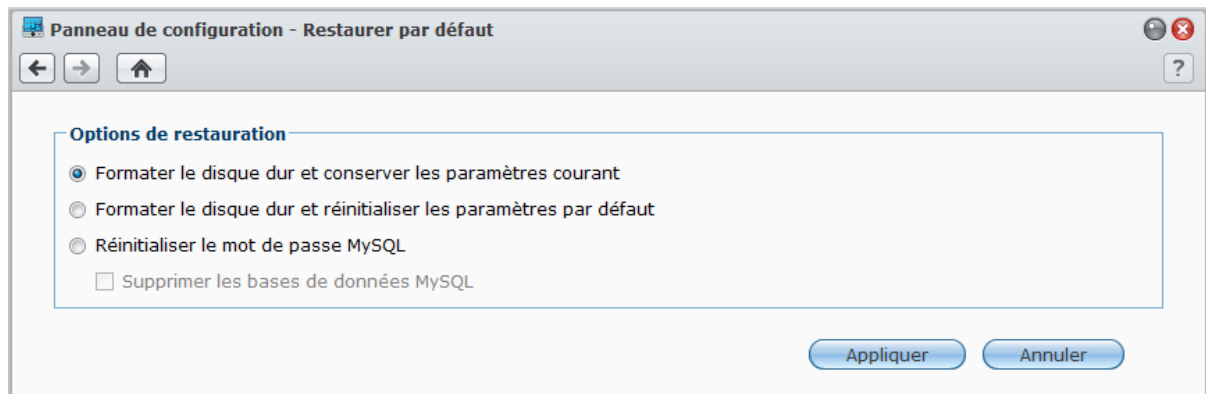 Panneau de configuration - Restaurer par défaut
?
Options de restauration
Formater le disque dur et conserver les paramètres courant
Formater le disque dur et réinitialiser les paramètres par défaut
Réinitialiser le mot de passe MySQL
Supprimer les bases de données MySQL
Appliquer Annuler